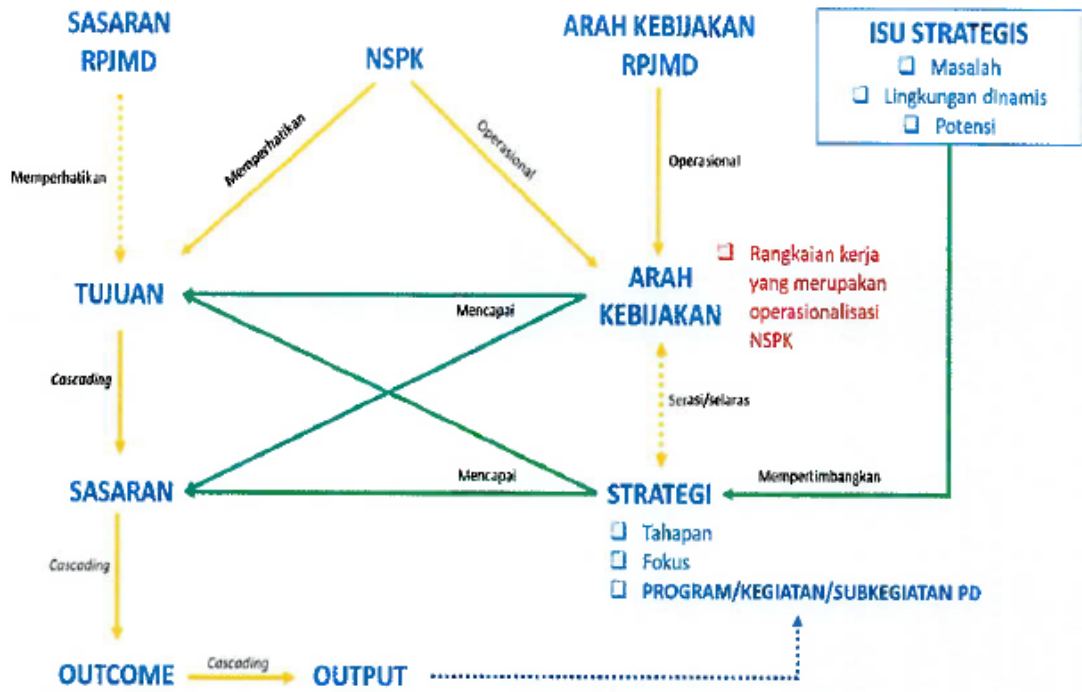 SASARAN
RPJMD
NSPK
ARAH KEBIJAKAN
RPJMD
ISU STRATEGIS
Masalah
Lingkungan dinamis
Potensi
Memperhatikan
Memperhatikan
Operasional
Operasional
TUJUAN
Mencapai
ARAH
KEBIJAKAN
Rangkaian kerja
yang merupakan
operasionalisasi
NSPK
Cascading
Serasi/selaras
SASARAN
Mencapai
STRATEGI
Mempertimbangkan
Tahapan
Fokus
PROGRAM/KEGIATAN/SUBKEGIATAN PD
Cascading
OUTCOME
Cascading
OUTPUT